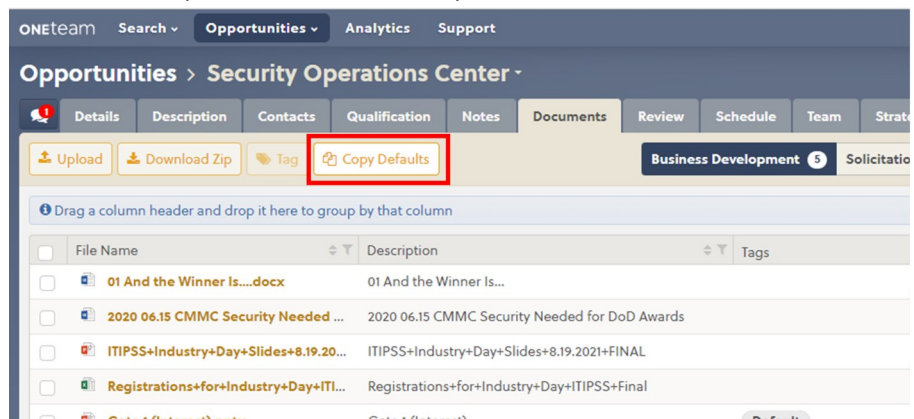 ONEteam Search Opportunities Analytics Support
Opportunities > Security Operations Center
1 Details Description Contacts Qualification Notes Documents Review Schedule Team
Upload Download Zip Tag Copy Defaults Business Development 5
Drag a column header and drop it here to group by that column
File Name Description Tags
01 And the Winner Is....docx 01 And the Winner Is...
2020 06.15 CMMC Security Needed ... 2020 06.15 CMMC Security Needed for DoD Awards
ITIPSS+Industry+Day+Slides+8.19.20... ITIPSS+Industry+Day+Slides+8.19.2021+FINAL
Registrations+for+Industry+Day+ITI... Registrations+for+Industry+Day+ITIPSS+Final